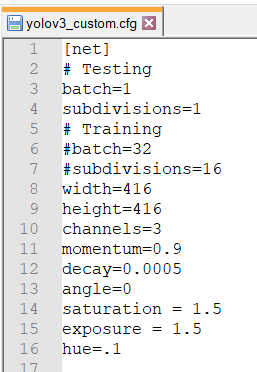 yolov3_custom.cfg
1 [net]
2 # Testing
3 batch=1
4 subdivisions=1
5 # Training
6 #batch=32
7 #subdivisions=16
8 width=416
9 height=416
10 channels=3
11 momentum=0.9
12 decay=0.0005
13 angle=0
14 saturation = 1.5
15 exposure = 1.5
16 hue=.1
17